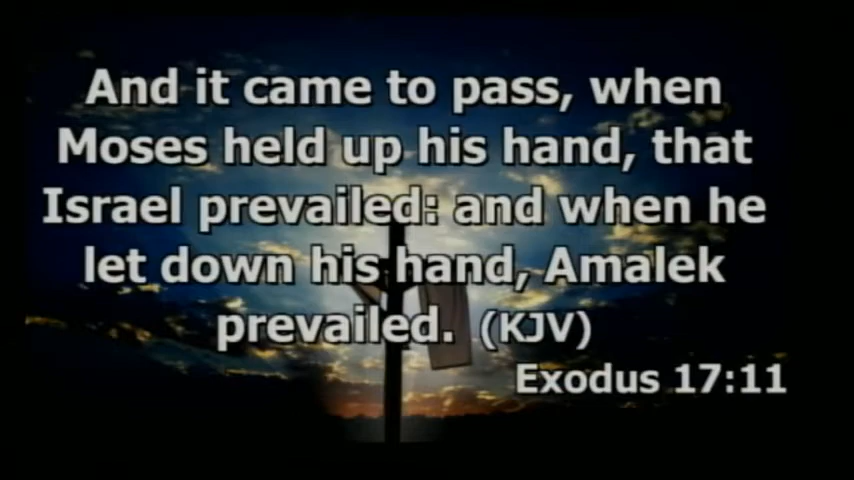 And it came to pass, when
Moses held up his hand, that
Israel prevailed: and when he
let down his hand, Amalek
prevailed. (KJV)
Exodus 17:11